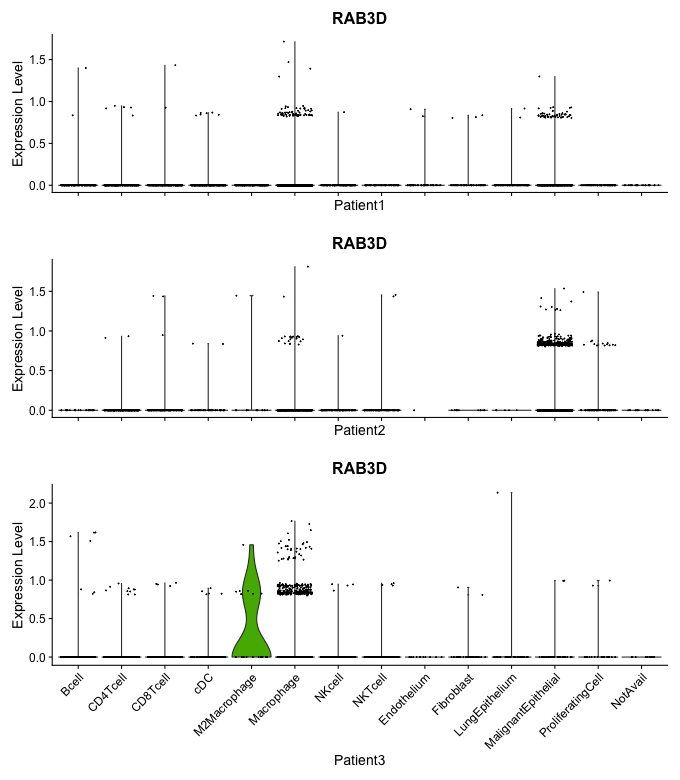 RAB3D
Expression Level
1.5
1.0
0.5
0.0
Patient1
RAB3D
Expression Level
1.5
1.0
0.5
0.0
Patient2
RAB3D
Expression Level
2.0
1.5
1.0
0.5
0.0
Bcell
CD4Tcell
CD8Tcell
cDC
M2Macrophage
Macrophage
NKcell
NKTcell
Endothelium
Fibroblast
LungEpithelium
MalignantEpithelial
ProliferatingCell
NotAvail
Patient3